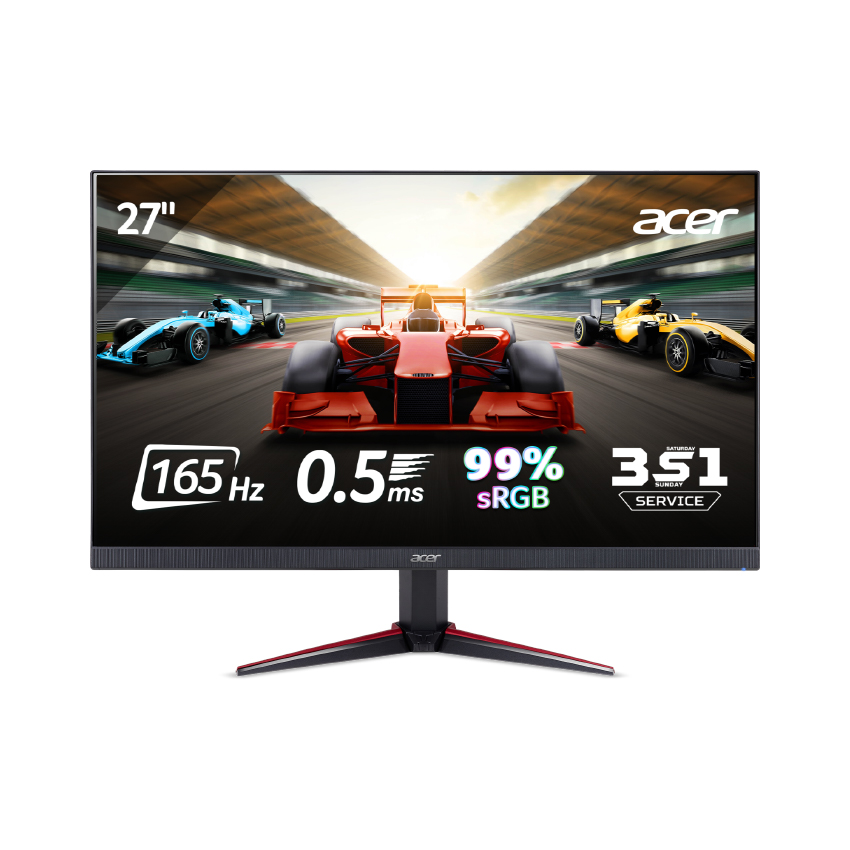 27"
acer
165 Hz
0.5 ms
99%
sRGB
SATURDAY
3S1
SUNDAY
SERVICE
acer